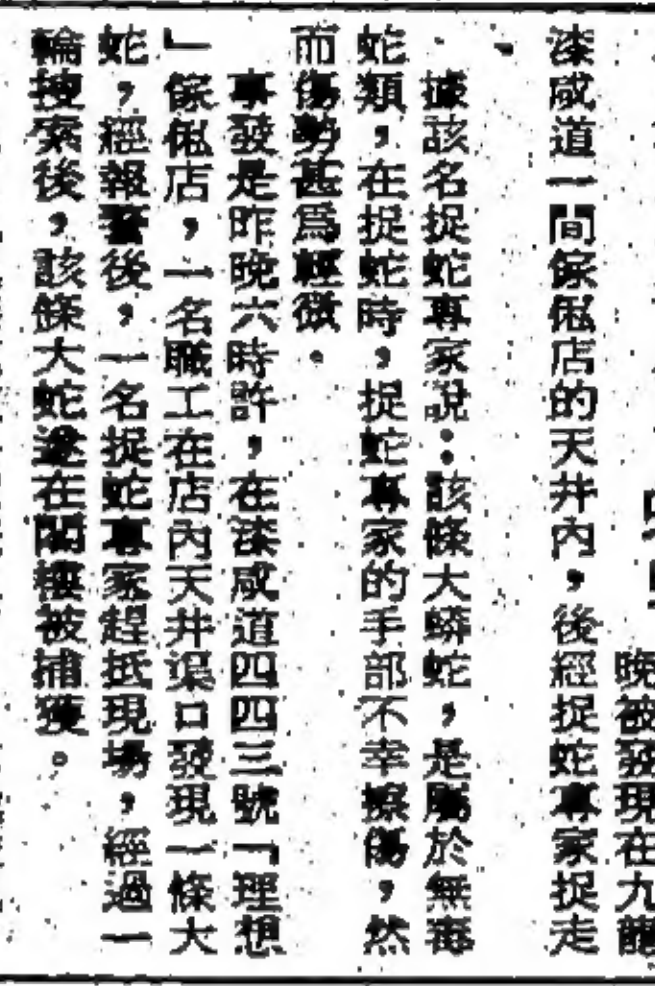 晚被發現在九龍
漆咸道一間傢俬店的天井內，後經捉蛇專家捉走
。
據該名捉蛇專家說：該條大蟒蛇，是屬於無毒
蛇類，在捉蛇時，捉蛇專家的手部不幸擦傷，然
而傷勢甚爲輕微。
事發是昨晚六時許，在漆咸道四四三號「理想
」傢俬店，一名職工在店內天井渠口發現一條大
蛇，經報警後，一名捉蛇專家趕抵現場，經過一
輪搜索後，該條大蛇遂在閣樓被捕獲。